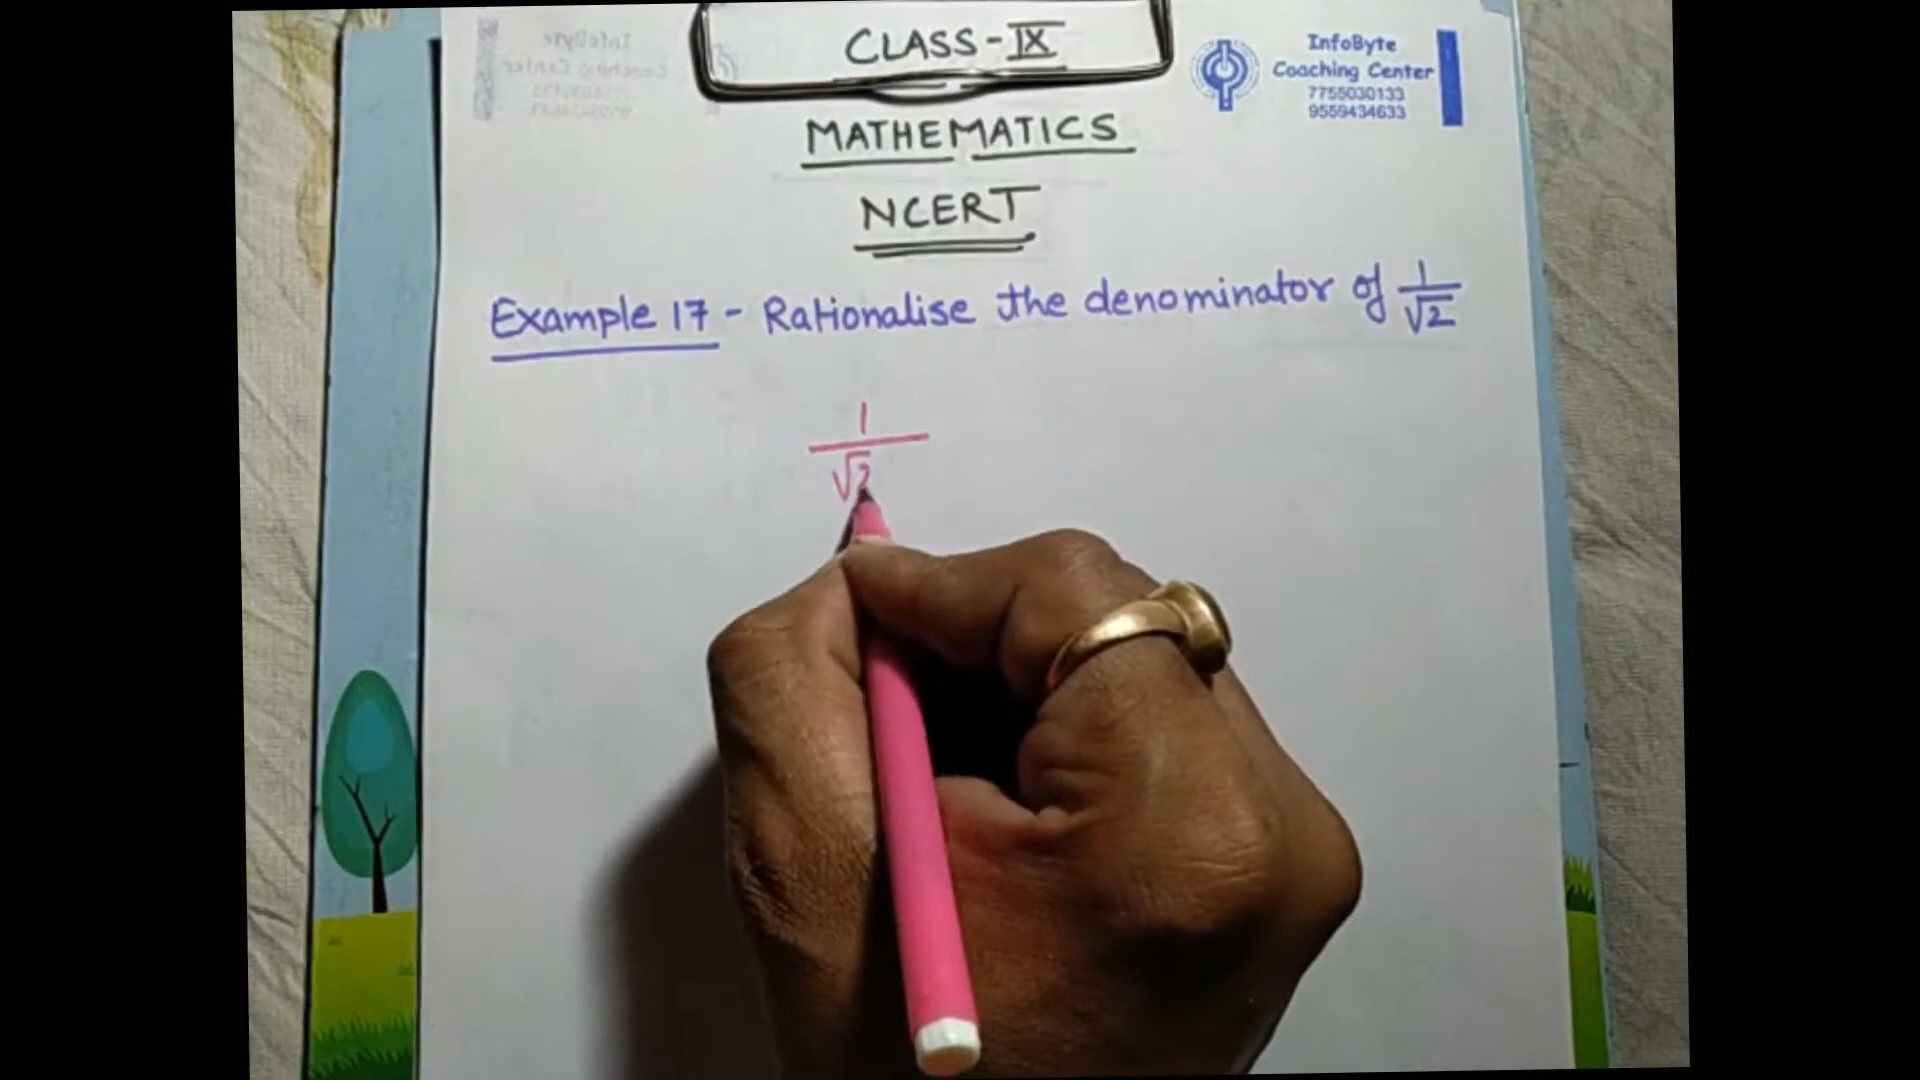 CLASS-IX
InfoByte
Coaching Center
7755030133
9559434633
MATHEMATICS
NCERT
Example 17 - Rationalise the denominator of 1/√2
1/√2